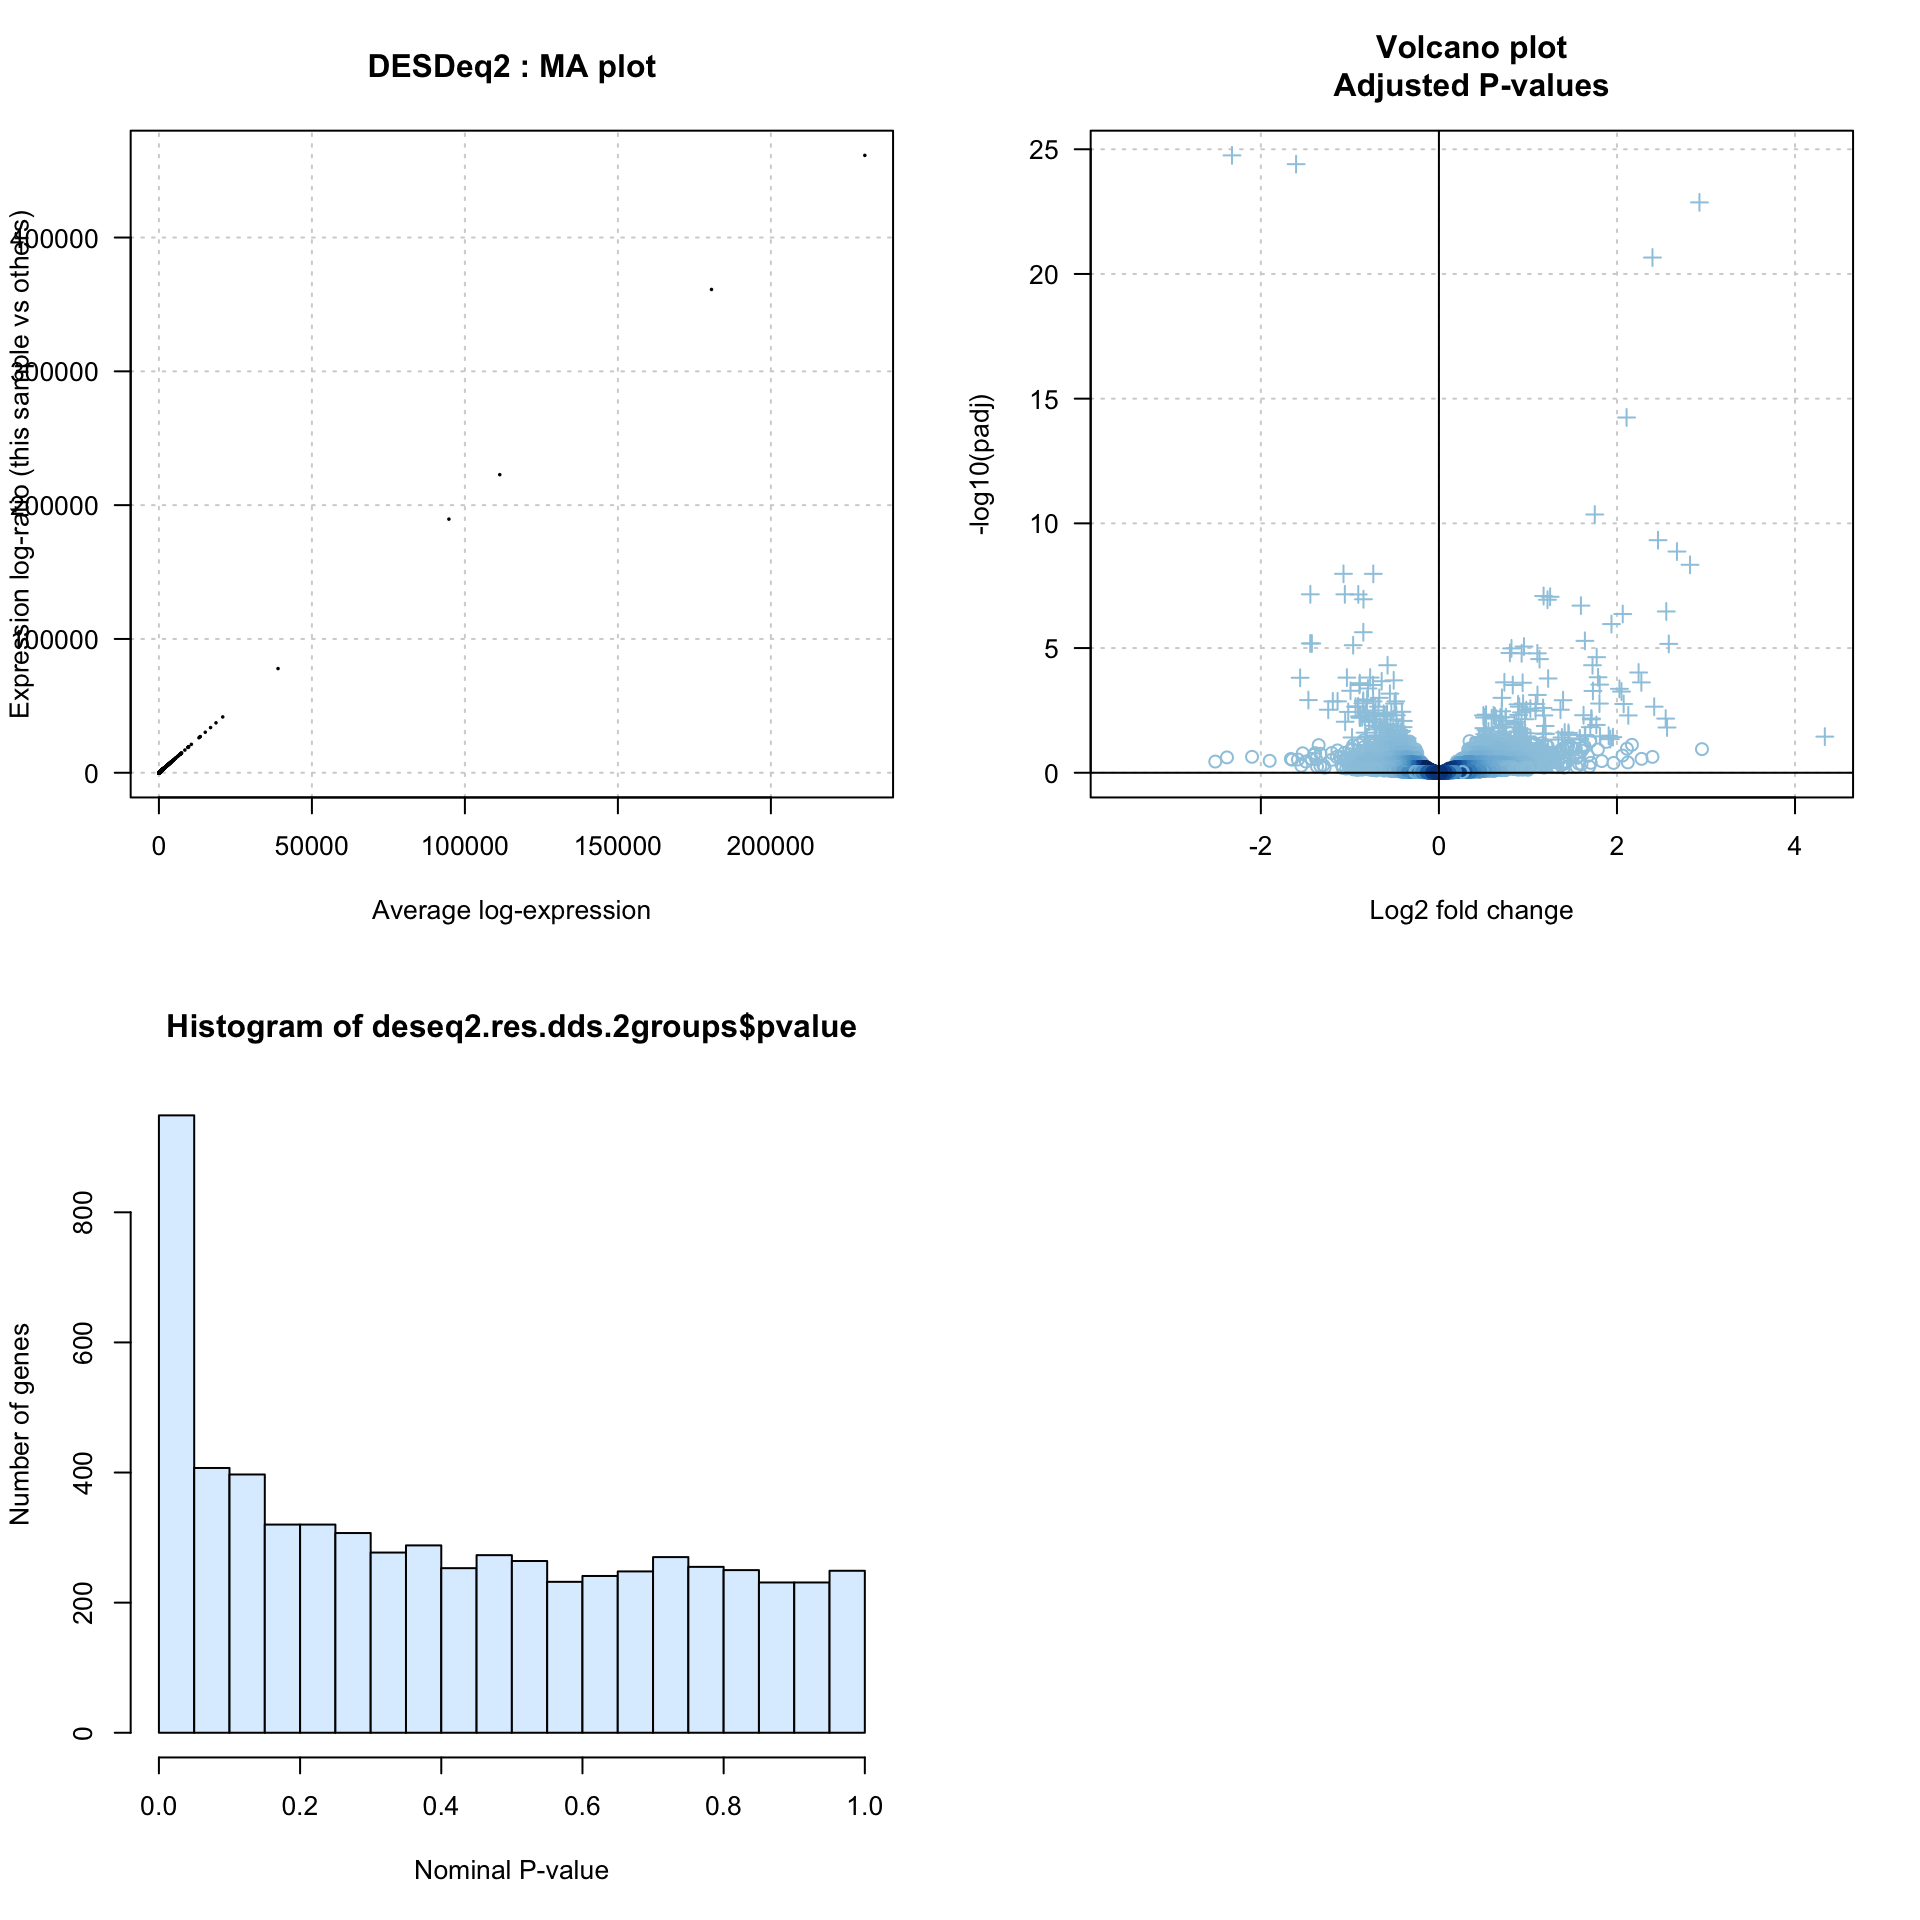 DESDeq2 : MA plot
Expression log-ratio (this sample vs others)
400000
300000
200000
100000
0
0 50000 100000 150000 200000
Average log-expression
Volcano plot
Adjusted P-values
-log10(padj)
25
20
15
10
5
0
-2 0 2 4
Log2 fold change
Histogram of deseq2.res.dds.2groups$pvalue
Number of genes
800
600
400
200
0
0.0 0.2 0.4 0.6 0.8 1.0
Nominal P-value